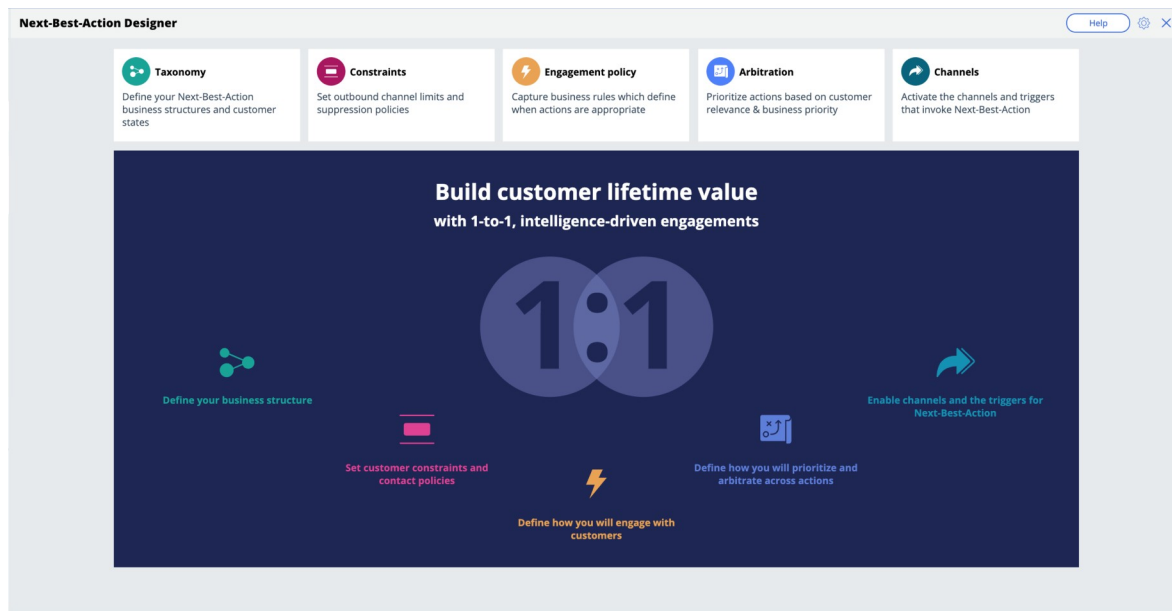 Next-Best-Action Designer
Help
Taxonomy
Define your Next-Best-Action
business structures and customer
states
Constraints
Set outbound channel limits and
suppression policies
Engagement policy
Capture business rules which define
when actions are appropriate
Arbitration
Prioritize actions based on customer
relevance & business priority
Channels
Activate the channels and triggers
that invoke Next-Best-Action
Build customer lifetime value
with 1-to-1, intelligence-driven engagements
1:1
Define your business structure
Set customer constraints and
contact policies
Define how you will engage with
customers
Define how you will prioritize and
arbitrate across actions
Enable channels and the triggers for
Next-Best-Action